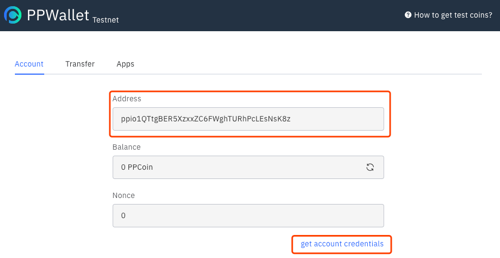 PPWallet Testnet
How to get test coins?
Account Transfer Apps
Address
ppio1QTtgBER5XzxxZC6FWghTURhPcLEsNsK8z
Balance
0 PPCoin
Nonce
0
get account credentials